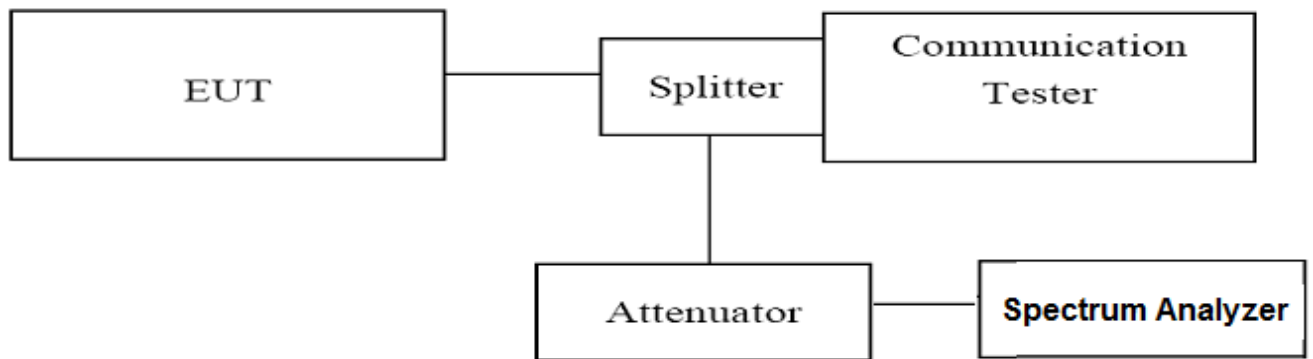 EUT
Splitter
Communication
Tester
Attenuator
Spectrum Analyzer